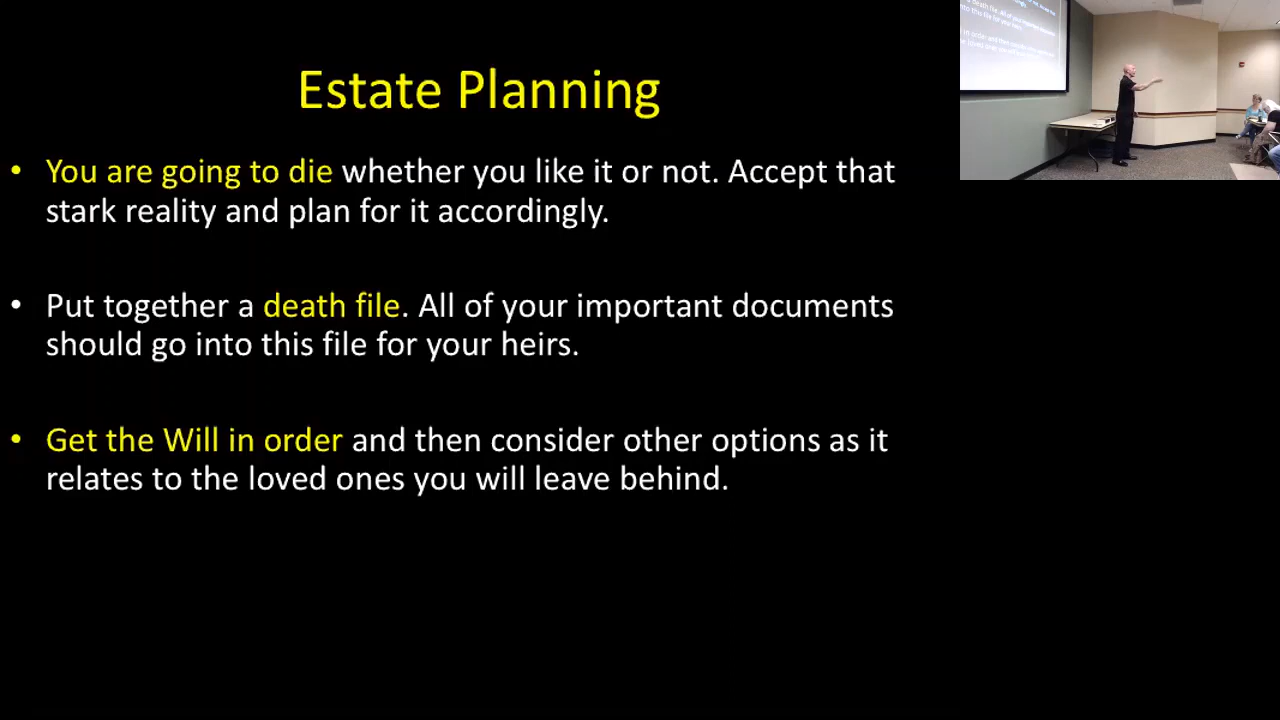 Estate Planning
• You are going to die whether you like it or not. Accept that
stark reality and plan for it accordingly.
• Put together a death file. All of your important documents
should go into this file for your heirs.
• Get the Will in order and then consider other options as it
relates to the loved ones you will leave behind.